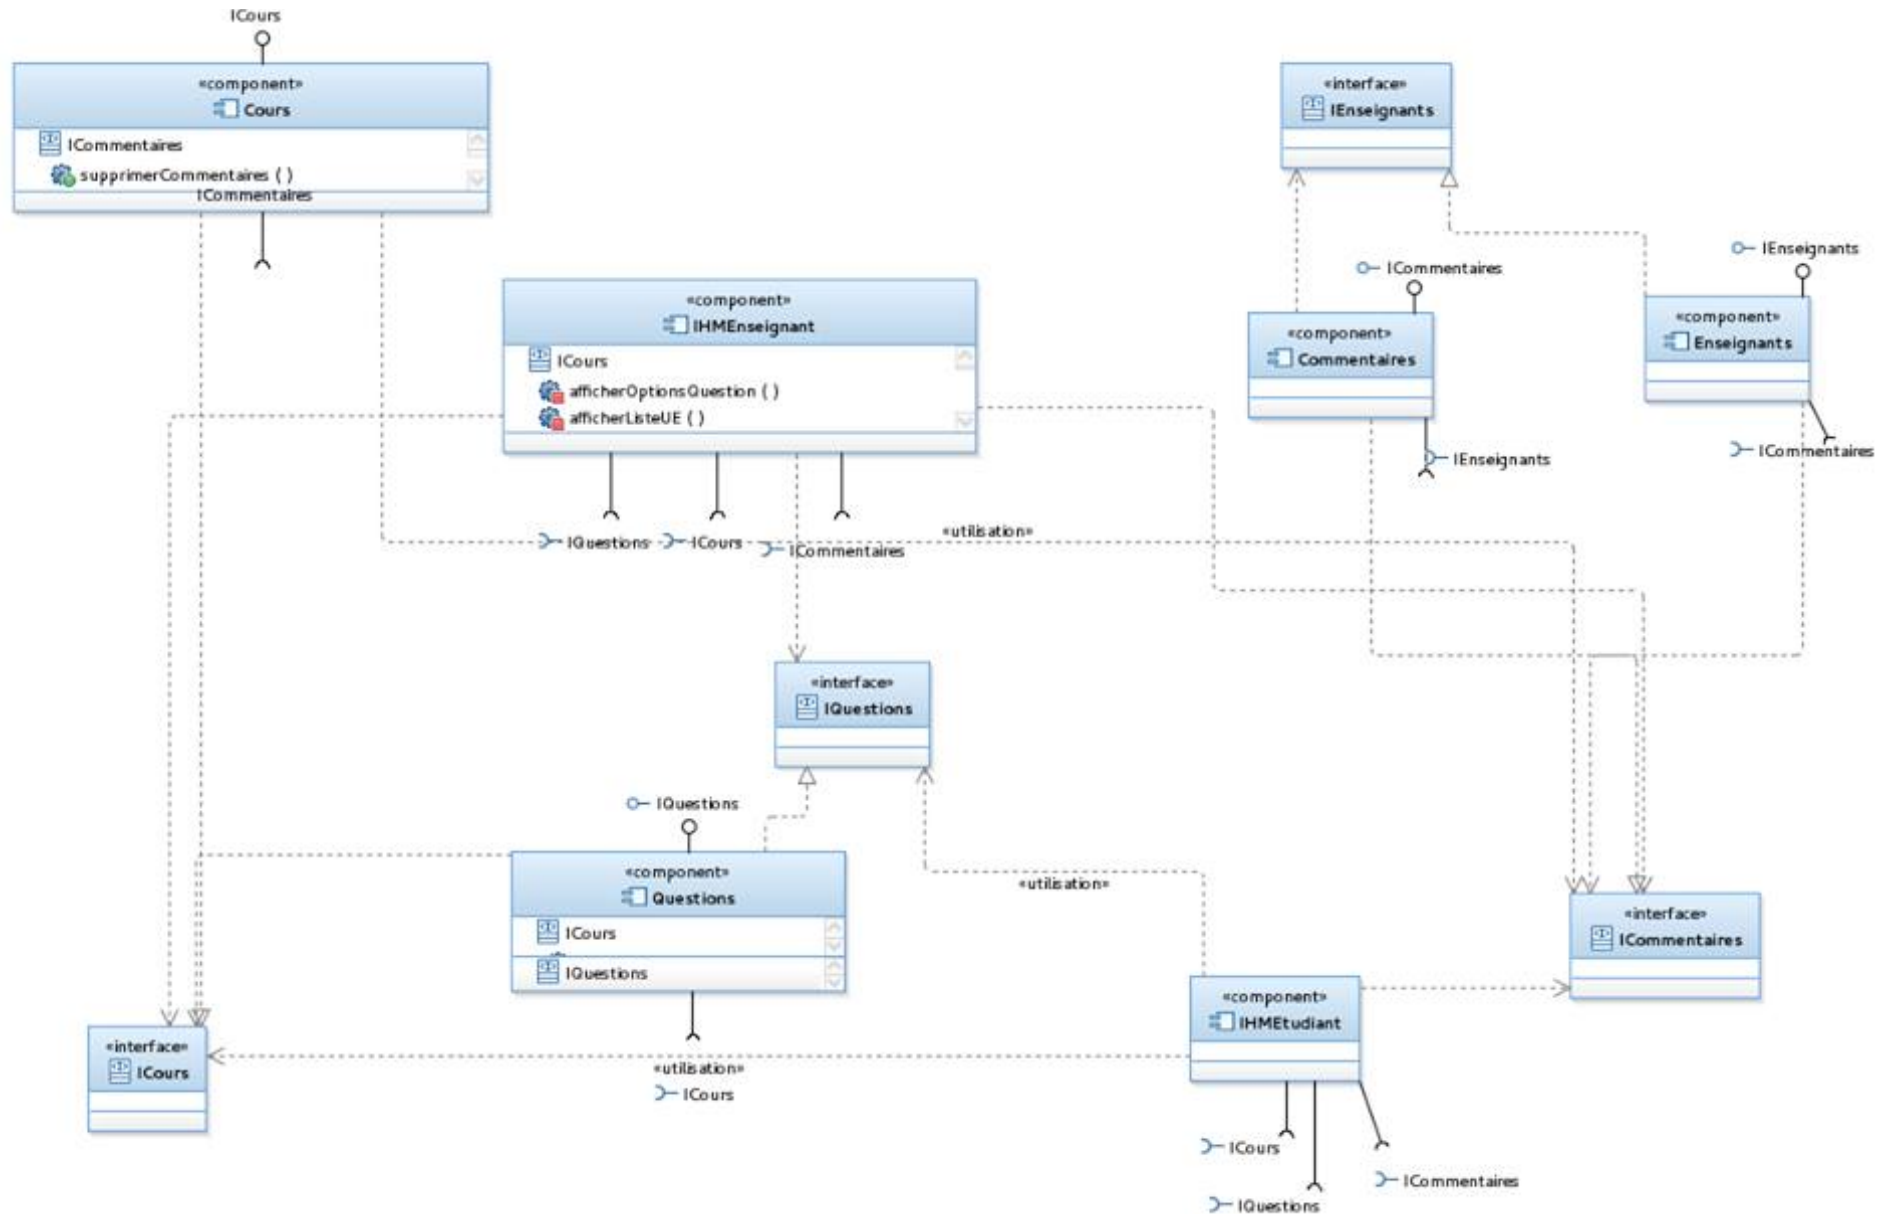 ICours
«component»
Cours
ICommentaires
supprimerCommentaires ( )
ICommentaires
«interface»
IEnseignants
IEnseignants
ICommentaires
«component»
IHMEnseignant
ICours
afficherOptionsQuestion ( )
afficherListeUE ( )
«component»
Commentaires
«component»
Enseignants
ICommentaires
IEnseignants
IQuestions
ICours
ICommentaires
«utilisation»
«interface»
IQuestions
IQuestions
«component»
Questions
ICours
IQuestions
«utilisation»
«interface»
ICommentaires
«component»
IHMEtudiant
«interface»
ICours
«utilisation»
ICours
ICours
ICommentaires
IQuestions